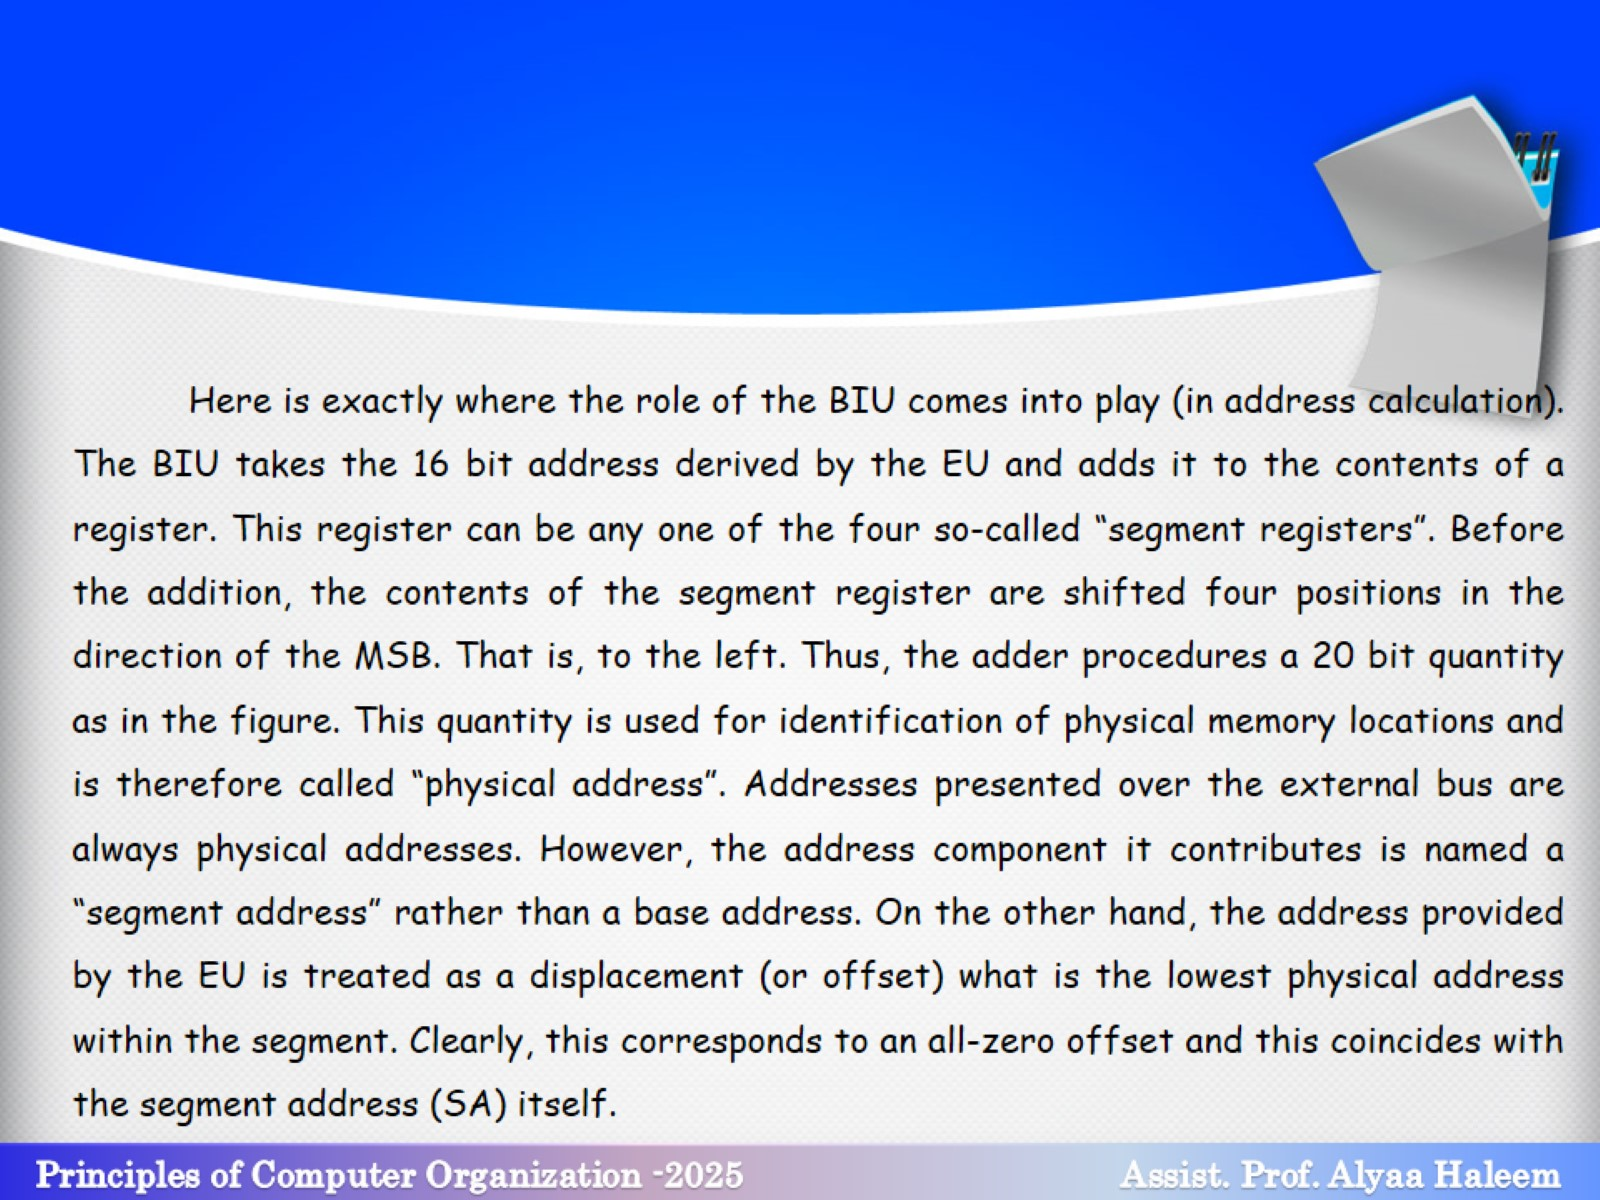 Here is exactly where the role of the BIU comes into play (in address calculation).
The BIU takes the 16 bit address derived by the EU and adds it to the contents of a
register. This register can be any one of the four so-called “segment registers”. Before
the addition, the contents of the segment register are shifted four positions in the
direction of the MSB. That is, to the left. Thus, the adder procedures a 20 bit quantity
as in the figure. This quantity is used for identification of physical memory locations and
is therefore called “physical address”. Addresses presented over the external bus are
always physical addresses. However, the address component it contributes is named a
“segment address” rather than a base address. On the other hand, the address provided
by the EU is treated as a displacement (or offset) what is the lowest physical address
within the segment. Clearly, this corresponds to an all-zero offset and this coincides with
the segment address (SA) itself.
Principles of Computer Organization -2025 Assist. Prof. Alyaa Haleem